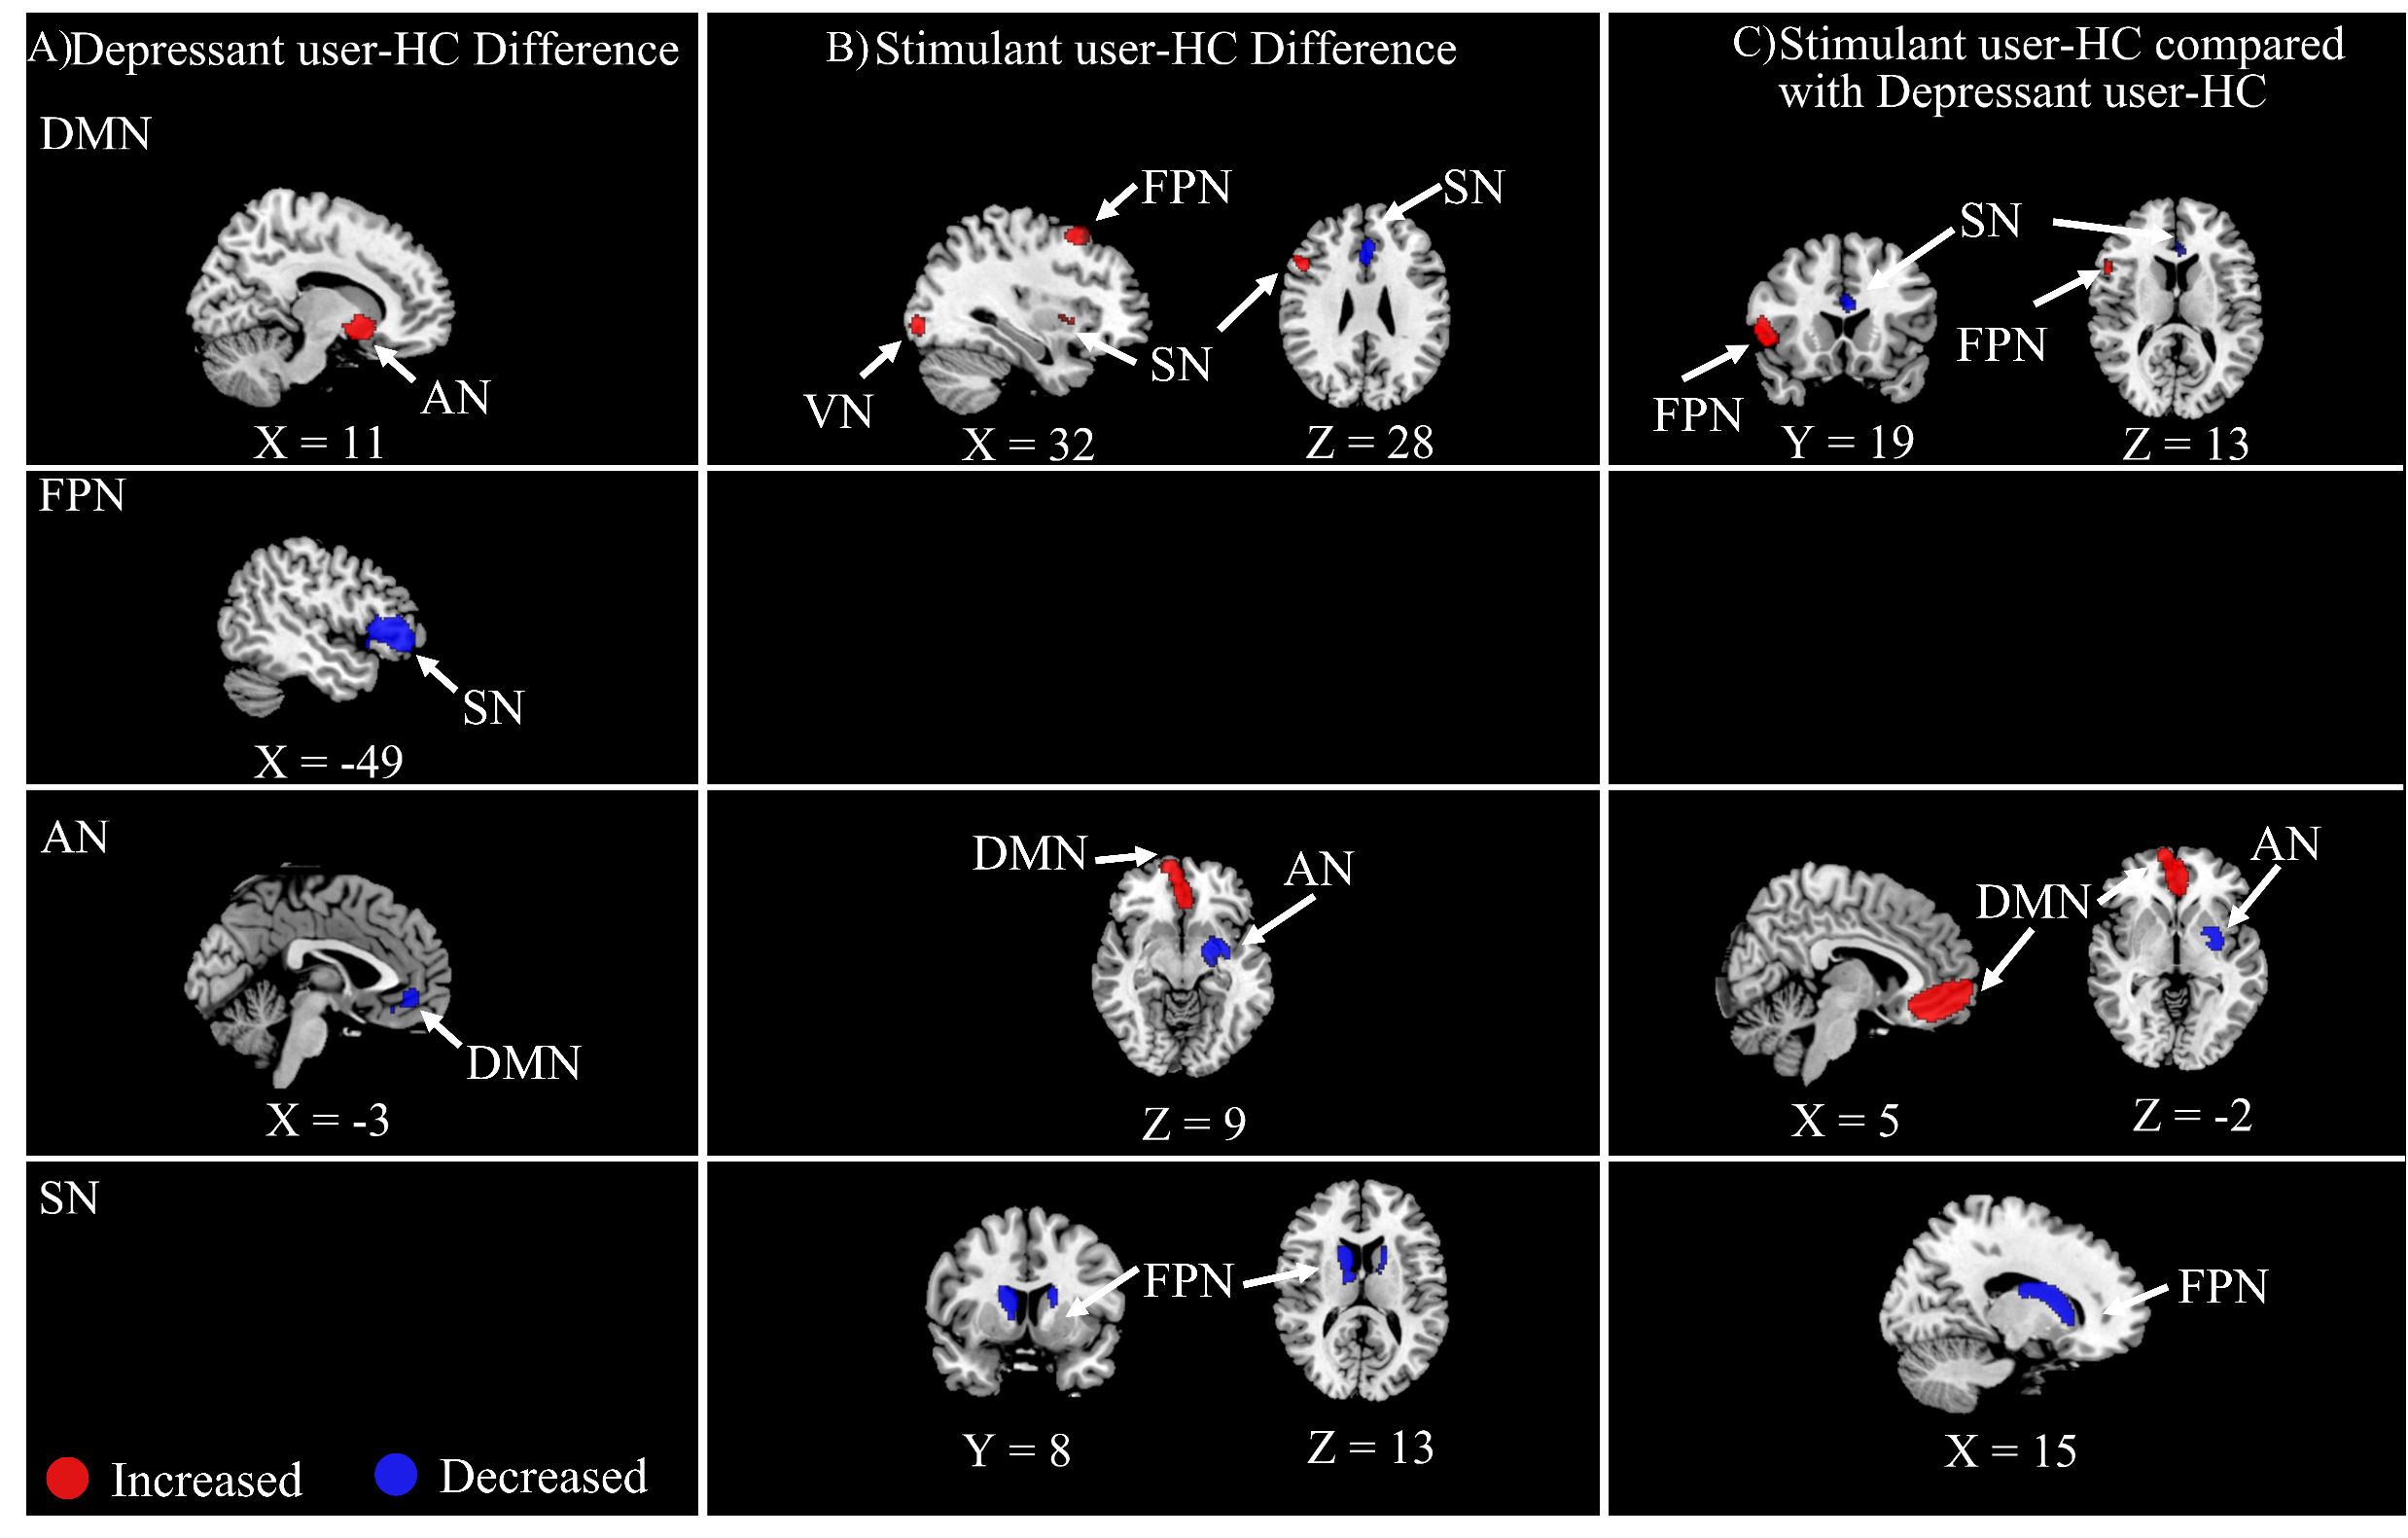 A) Depressant user-HC Difference
B) Stimulant user-HC Difference
C) Stimulant user-HC compared
with Depressant user-HC
DMN
AN
X = 11
FPN
SN
SN
VN
X = 32
Z = 28
SN
FPN
FPN
Y = 19
Z = 13
FPN
SN
X = -49
AN
DMN
X = -3
DMN
AN
Z = 9
AN
DMN
X = 5
Z = -2
SN
FPN
Y = 8
Z = 13
FPN
X = 15
Increased
Decreased